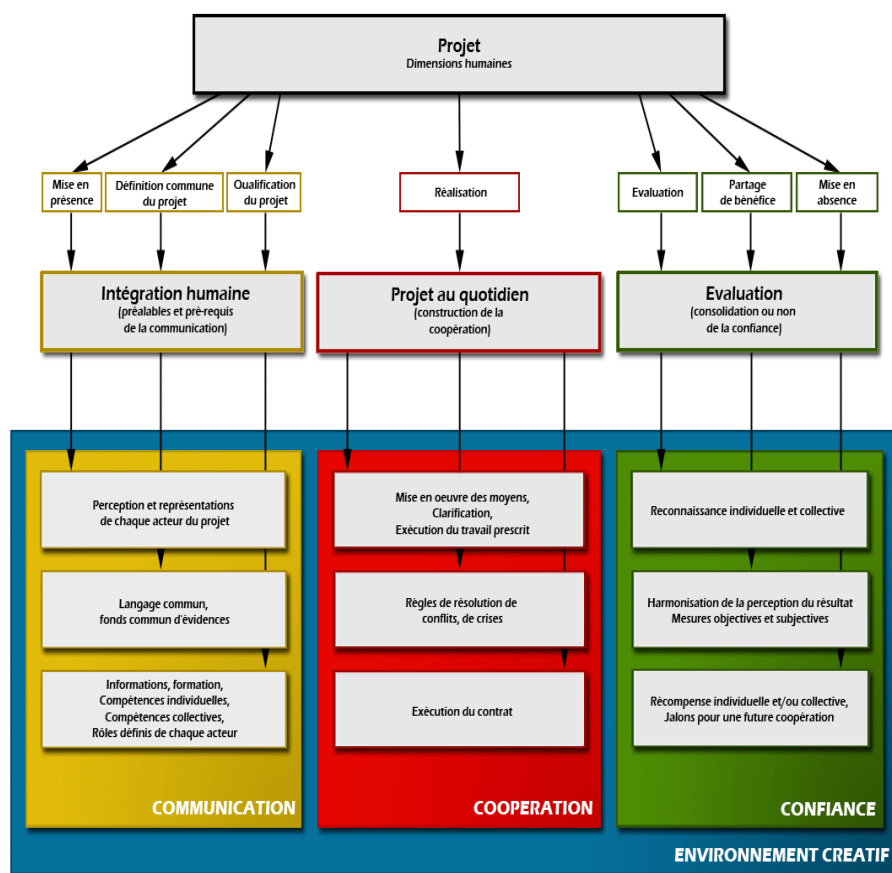 Projet
Dimensions humaines
Mise en
présence
Définition commune
du projet
Qualification
du projet
Réalisation
Evaluation
Partage
de bénéfice
Mise en
absence
Intégration humaine
(préalables et pré-requis
de la communication)
Projet au quotidien
(construction de la
coopération)
Evaluation
(consolidation ou non
de la confiance)
Perception et représentations
de chaque acteur du projet
Mise en oeuvre des moyens,
Clarification,
Exécution du travail prescrit
Reconnaissance individuelle et collective
Langage commun,
fonds commun d'évidences
Règles de résolution de
conflits, de crises
Harmonisation de la perception du résultat
Mesures objectives et subjectives
Informations, formation,
Compétences individuelles,
Compétences collectives,
Rôles définis de chaque acteur
Exécution du contrat
Récompense individuelle et/ou collective,
Jalons pour une future coopération
COMMUNICATION
COOPERATION
CONFIANCE
ENVIRONNEMENT CREATIF